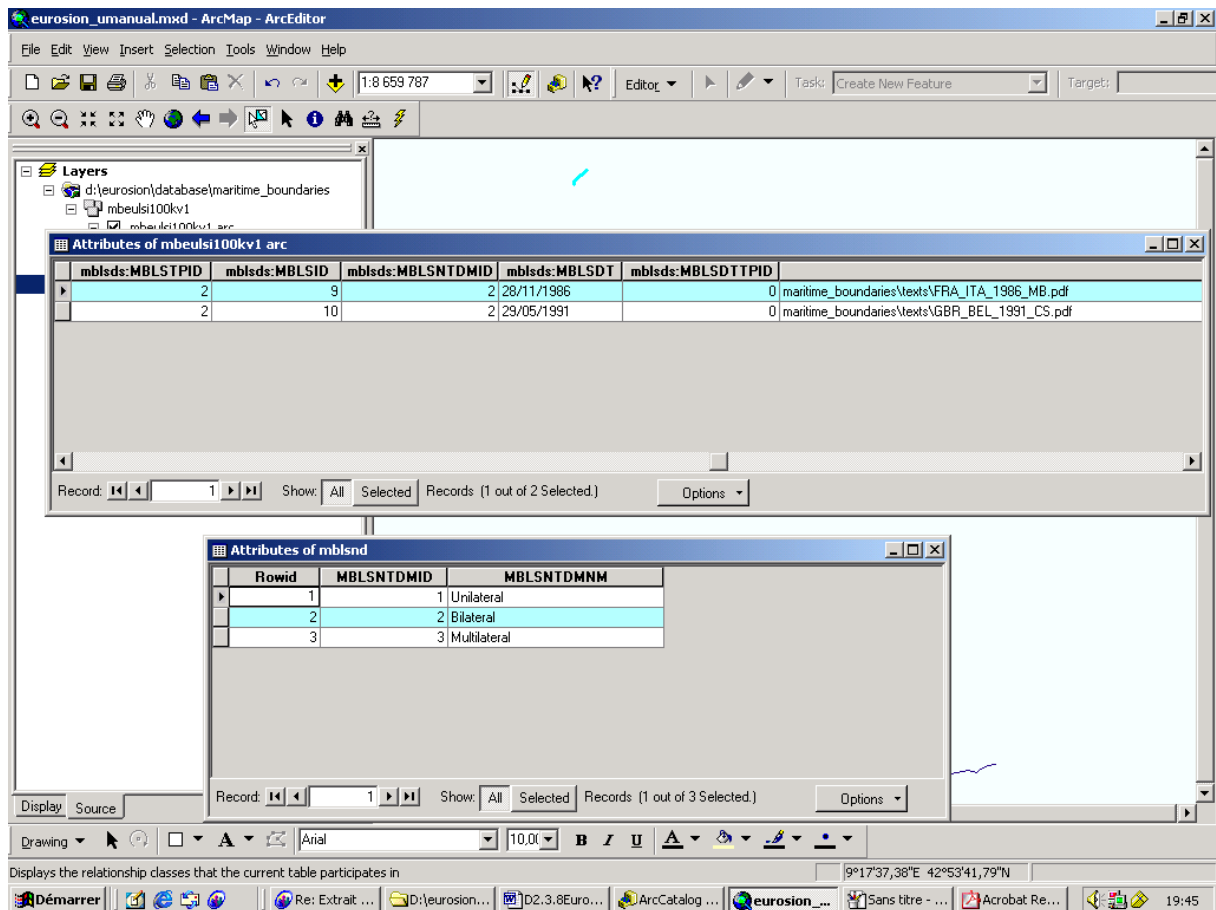 eurosion_umanual.mxd - ArcMap - ArcEditor
File Edit View Insert Selection Tools Window Help
1:8 659 787 Editor Task: Create New Feature Target:
Layers
d:\eurosion\database\maritime_boundaries
mbeulsi100kv1
mbeulsi100kv1 arc
Attributes of mbeulsi100kv1 arc
mblsds:MBLSTPID mblsds:MBLSID mblsds:MBLSNTDMID mblsds:MBLSDT mblsds:MBLSDTTPID
2 9 2 28/11/1986 0 maritime_boundaries\texts\FRA_ITA_1986_MB.pdf
2 10 2 29/05/1991 0 maritime_boundaries\texts\GBR_BEL_1991_CS.pdf
Record: 1 Show: All Selected Records (1 out of 2 Selected.) Options
Attributes of mblsnd
Rowid MBLSNTDMID MBLSNTDMNM
1 1 Unilateral
2 2 Bilateral
3 3 Multilateral
Record: 1 Show: All Selected Records (1 out of 3 Selected.) Options
Display Source
Drawing A Arial 10,0( B I U A
Displays the relationship classes that the current table participates in 9°17'37,38"E 42°53'41,79"N
Démarrer Re: Extrait ... D:\eurosion... D2.3.8Euro... ArcCatalog ... eurosion_... Sans titre - ... Acrobat Re... 19:45